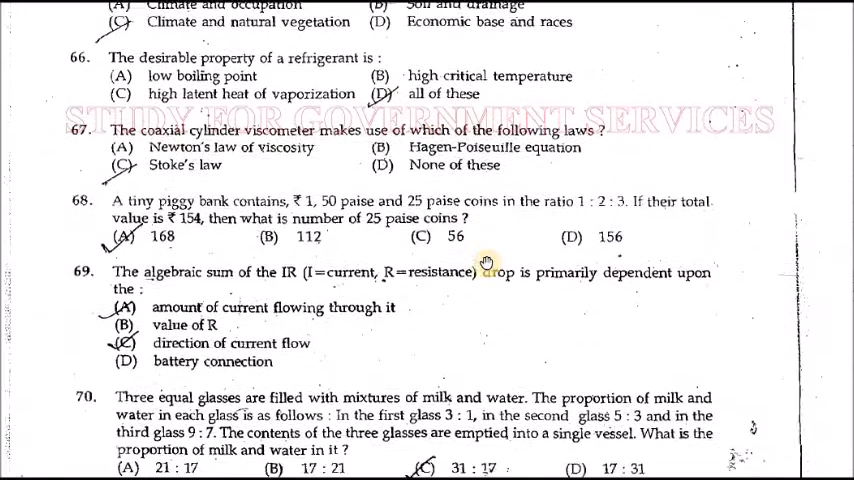 (A) Climate and occupation (B) Soil and drainage
(C) Climate and natural vegetation (D) Economic base and races
66. The desirable property of a refrigerant is :
(A) low boiling point (B) high critical temperature
(C) high latent heat of vaporization (D) all of these
STUDY FOR GOVERNMENT SERVICES
67. The coaxial cylinder viscometer makes use of which of the following laws ?
(A) Newton's law of viscosity (B) Hagen-Poiseuille equation
(C) Stoke's law (D) None of these
68. A tiny piggy bank contains, ₹ 1, 50 paise and 25 paise coins in the ratio 1 : 2 : 3. If their total
value is ₹ 154, then what is number of 25 paise coins ?
(A) 168 (B) 112 (C) 56 (D) 156
69. The algebraic sum of the IR (I=current, R=resistance) drop is primarily dependent upon
the :
(A) amount of current flowing through it
(B) value of R
(C) direction of current flow
(D) battery connection
70. Three equal glasses are filled with mixtures of milk and water. The proportion of milk and
water in each glass is as follows : In the first glass 3 : 1, in the second glass 5 : 3 and in the
third glass 9 : 7. The contents of the three glasses are emptied into a single vessel. What is the
proportion of milk and water in it ?
(A) 21 : 17 (B) 17 : 21 (C) 31 : 17 (D) 17 : 31